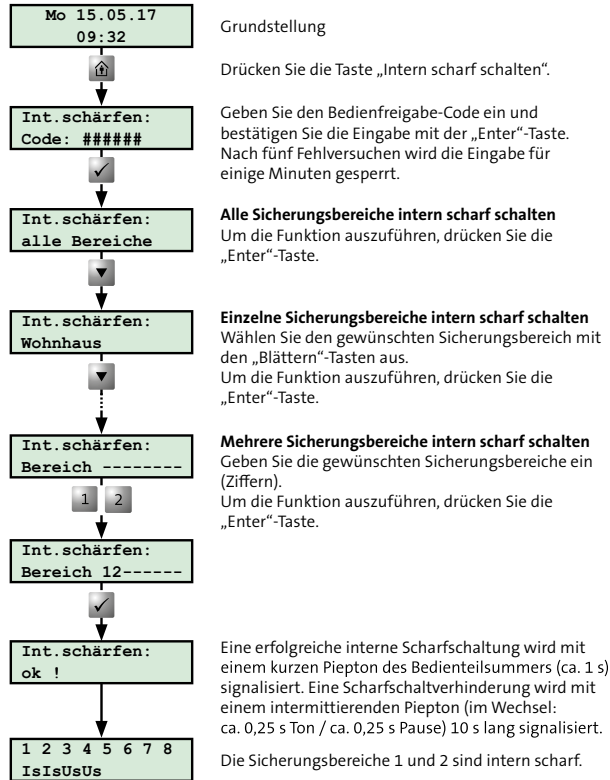 Mo 15.05.17
09:32
Grundstellung
Drücken Sie die Taste „Intern scharf schalten“.
Int.schärfen:
Code: ######
Geben Sie den Bedienfreigabe-Code ein und
bestätigen Sie die Eingabe mit der „Enter“-Taste.
Nach fünf Fehlversuchen wird die Eingabe für
einige Minuten gesperrt.
Int.schärfen:
alle Bereiche
Alle Sicherungsbereiche intern scharf schalten
Um die Funktion auszuführen, drücken Sie die
„Enter“-Taste.
Int.schärfen:
Wohnhaus
Einzelne Sicherungsbereiche intern scharf schalten
Wählen Sie den gewünschten Sicherungsbereich mit
den „Blättern“-Tasten aus.
Um die Funktion auszuführen, drücken Sie die
„Enter“-Taste.
Int.schärfen:
Bereich --------
Mehrere Sicherungsbereiche intern scharf schalten
Geben Sie die gewünschten Sicherungsbereiche ein
(Ziffern).
Um die Funktion auszuführen, drücken Sie die
„Enter“-Taste.
1 2
Int.schärfen:
Bereich 12------
Int.schärfen:
ok !
Eine erfolgreiche interne Scharfschaltung wird mit
einem kurzen Piepton des Bedienteilsummers (ca. 1 s)
signalisiert. Eine Scharfschaltverhinderung wird mit
einem intermittierenden Piepton (im Wechsel:
ca. 0,25 s Ton / ca. 0,25 s Pause) 10 s lang signalisiert.
1 2 3 4 5 6 7 8
IsIsUsUs
Die Sicherungsbereiche 1 und 2 sind intern scharf.